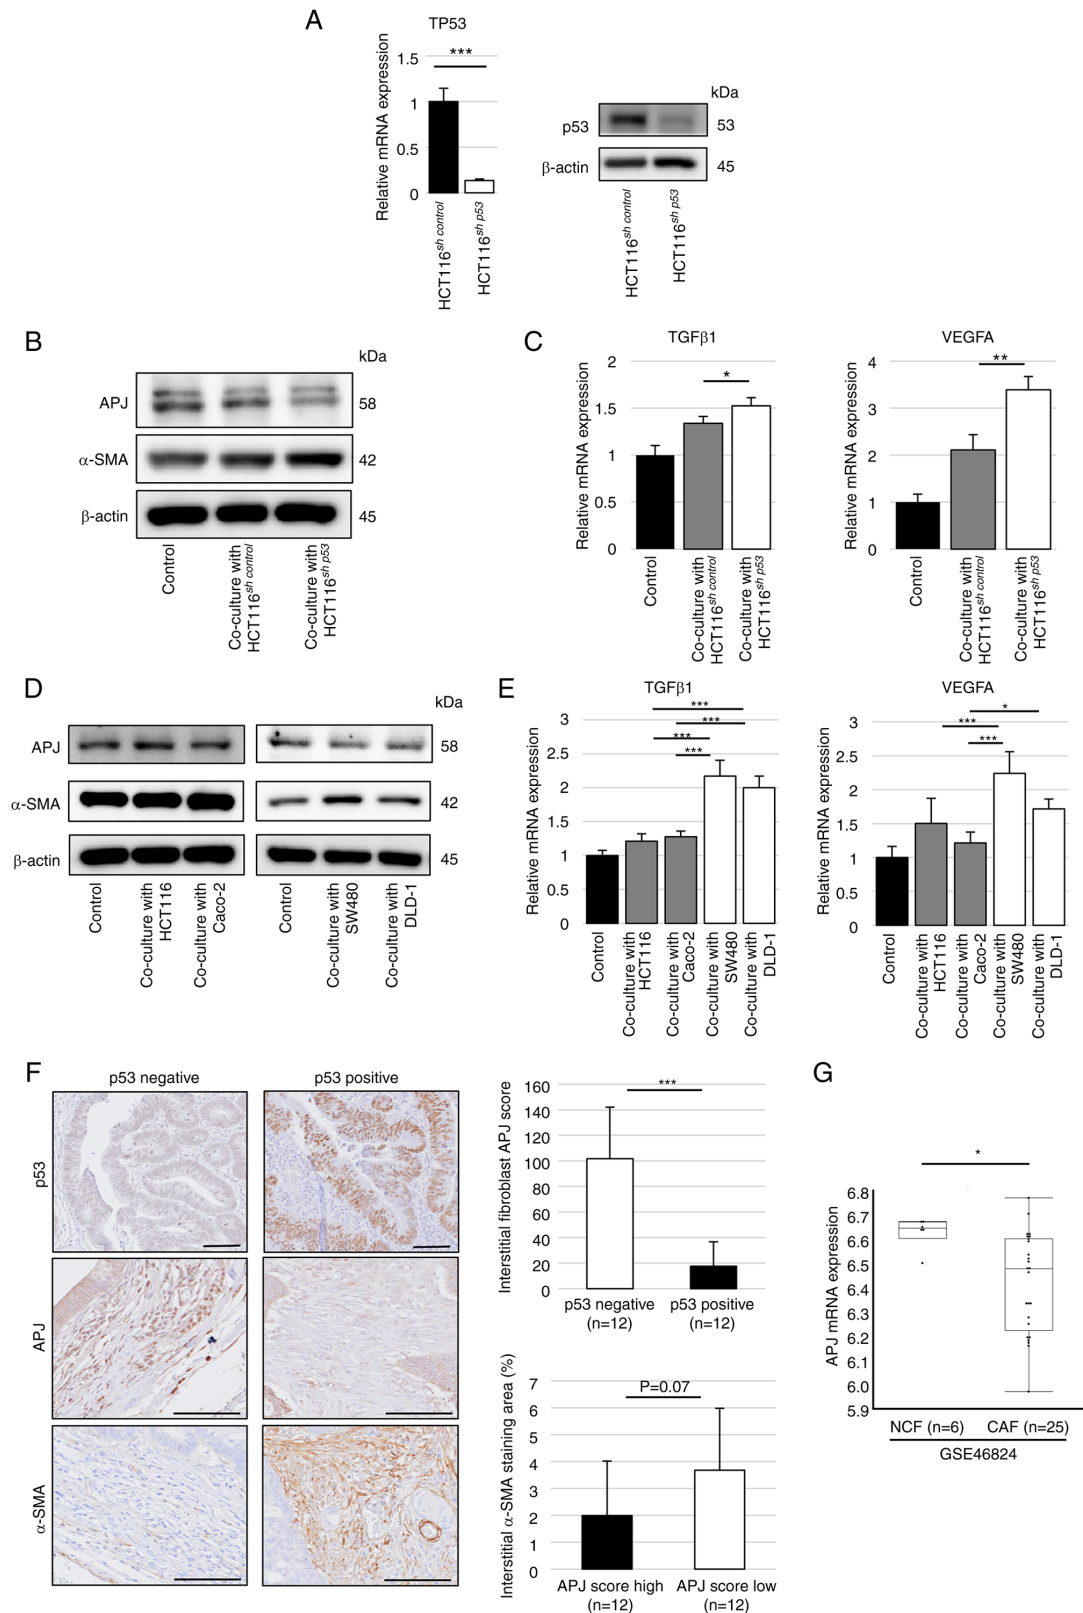 A
TP53
Relative mRNA expression
1.5
1
0.5
0
***
HCT116sh control
HCT116sh p53
kDa
p53
53
β-actin
45
HCT116sh control
HCT116sh p53
B
kDa
APJ
58
α-SMA
42
β-actin
45
Control
Co-culture with
HCT116sh control
Co-culture with
HCT116sh p53
C
TGFβ1
Relative mRNA expression
2
1.5
1
0.5
0
*
Control
Co-culture with
HCT116sh control
Co-culture with
HCT116sh p53
VEGFA
Relative mRNA expression
4
3
2
1
0
**
Control
Co-culture with
HCT116sh control
Co-culture with
HCT116sh p53
D
kDa
APJ
58
α-SMA
42
β-actin
45
Control
Co-culture with
HCT116
Co-culture with
Caco-2
Control
Co-culture with
SW480
Co-culture with
DLD-1
E
TGFβ1
Relative mRNA expression
3
2.5
2
1.5
1
0.5
0
***
***
***
***
Control
Co-culture with
HCT116
Co-culture with
Caco-2
Co-culture with
SW480
Co-culture with
DLD-1
VEGFA
Relative mRNA expression
3
2.5
2
1.5
1
0.5
0
*
***
***
Control
Co-culture with
HCT116
Co-culture with
Caco-2
Co-culture with
SW480
Co-culture with
DLD-1
F
p53 negative
p53 positive
p53
APJ
α-SMA
Interstitial fibroblast APJ score
160
140
120
100
80
60
40
20
0
***
p53 negative
(n=12)
p53 positive
(n=12)
Interstitial α-SMA staining area (%)
7
6
5
4
3
2
1
0
P=0.07
APJ score high
(n=12)
APJ score low
(n=12)
G
*
APJ mRNA expression
6.8
6.7
6.6
6.5
6.4
6.3
6.2
6.1
6.0
5.9
NCF (n=6)
CAF (n=25)
GSE46824